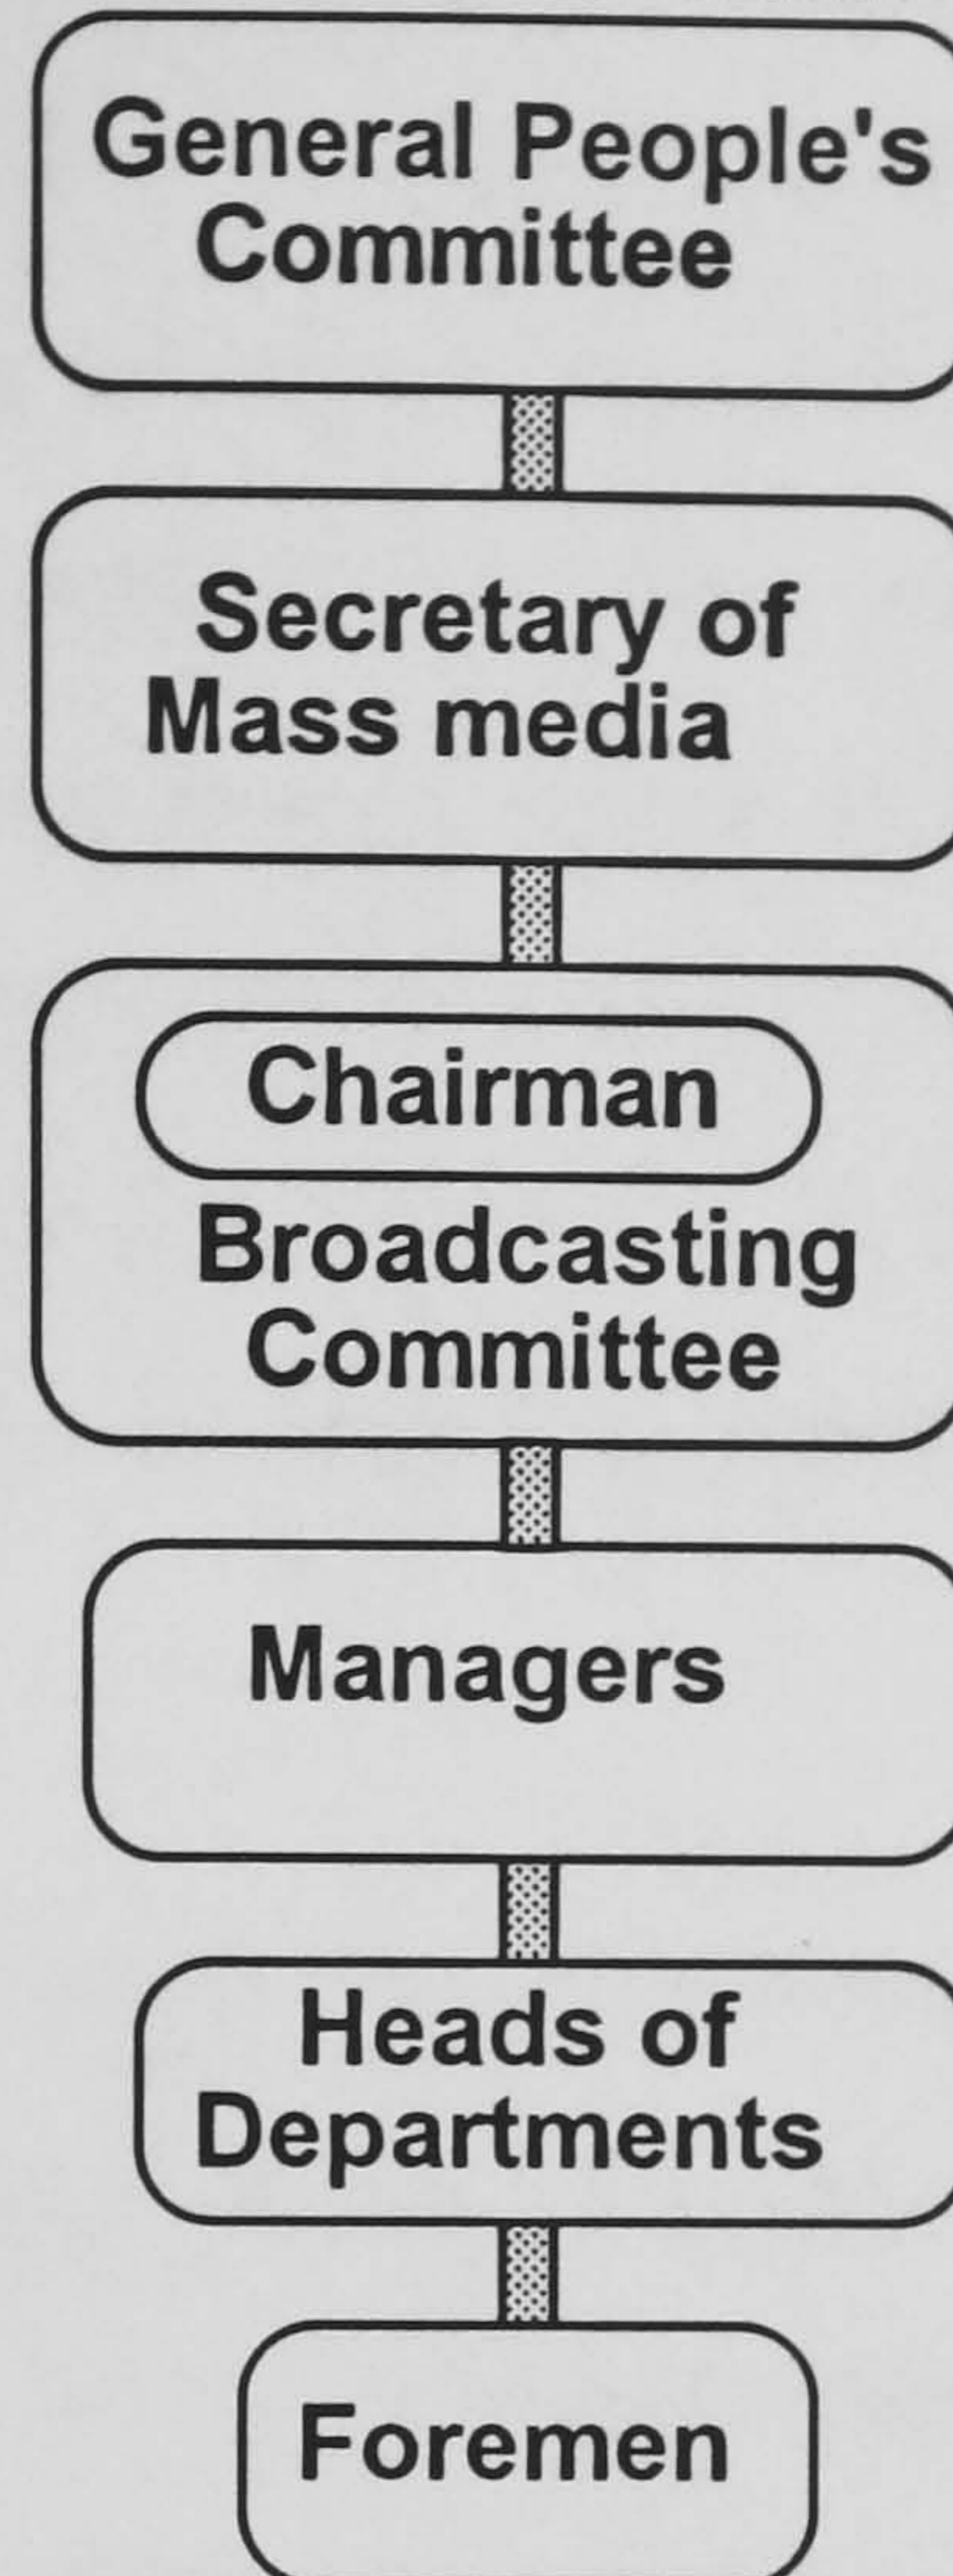 General People's
Committee
Secretary of
Mass media
Chairman
Broadcasting
Committee
Managers
Heads of
Departments
Foremen